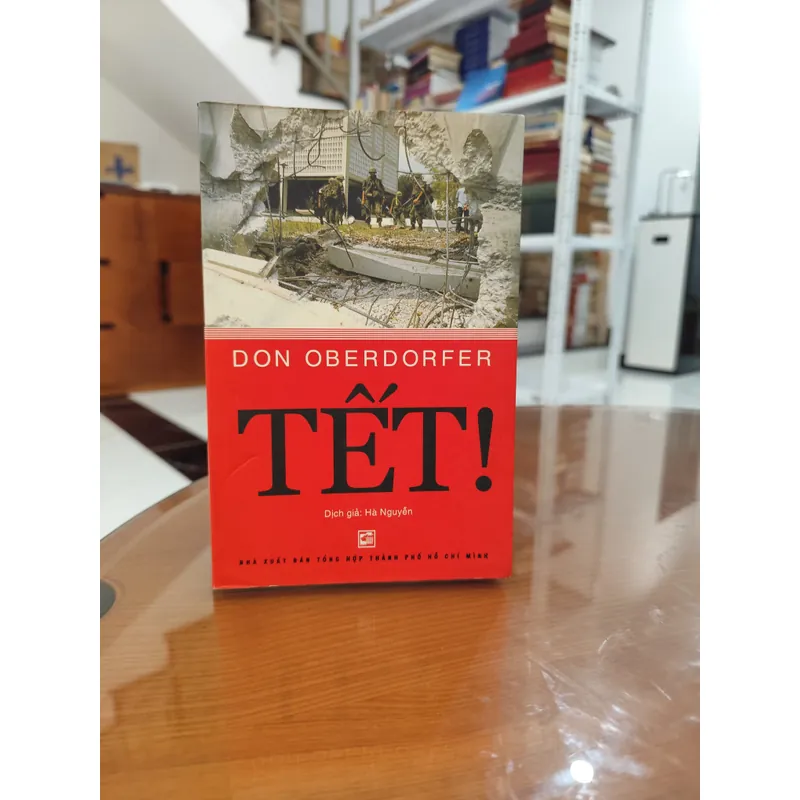 DON OBERDORFER
TẾT!
Dịch giả: Hà Nguyễn
NHÀ XUẤT BẢN TỔNG HỢP THÀNH PHỐ HỒ CHÍ MINH